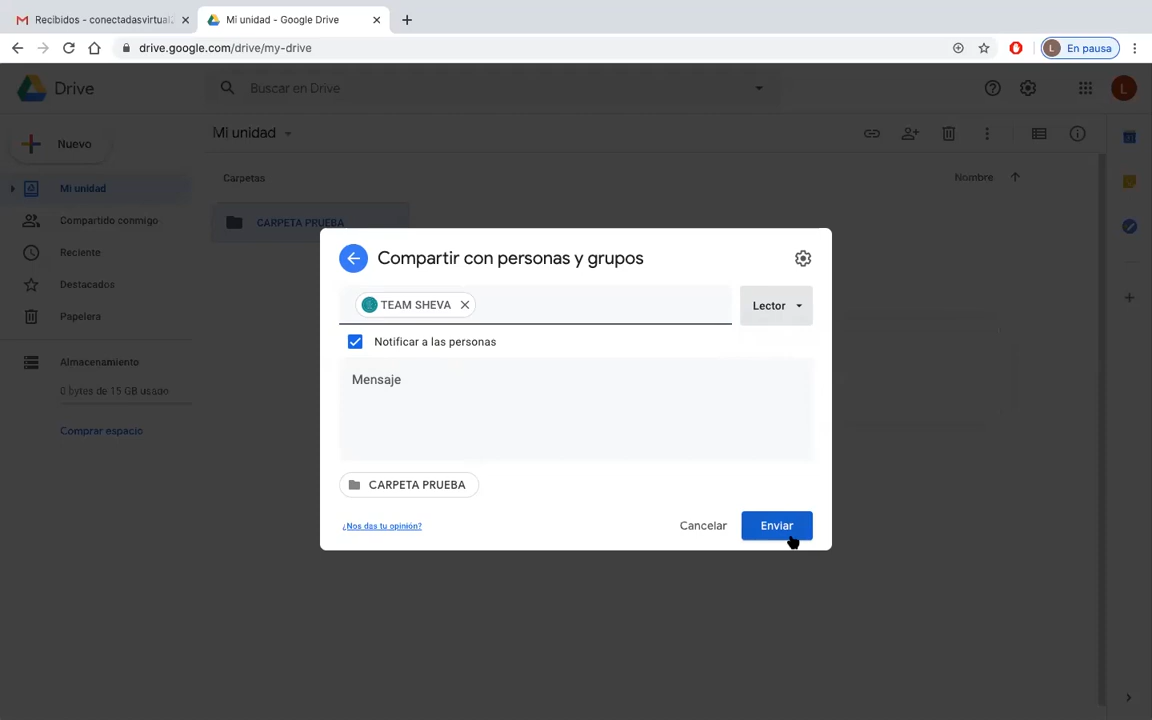 Recibidos - conectadasvirtual
Mi unidad - Google Drive
drive.google.com/drive/my-drive
L
En pausa
Drive
Buscar en Drive
L
Nuevo
Mi unidad
Carpetas
Nombre
Mi unidad
CARPETA PRUEBA
Compartido conmigo
Reciente
Destacados
Papelera
Almacenamiento
0 bytes de 15 GB usado
Comprar espacio
Compartir con personas y grupos
TEAM SHEVA
Lector
Notificar a las personas
Mensaje
CARPETA PRUEBA
¿Nos das tu opinión?
Cancelar
Enviar